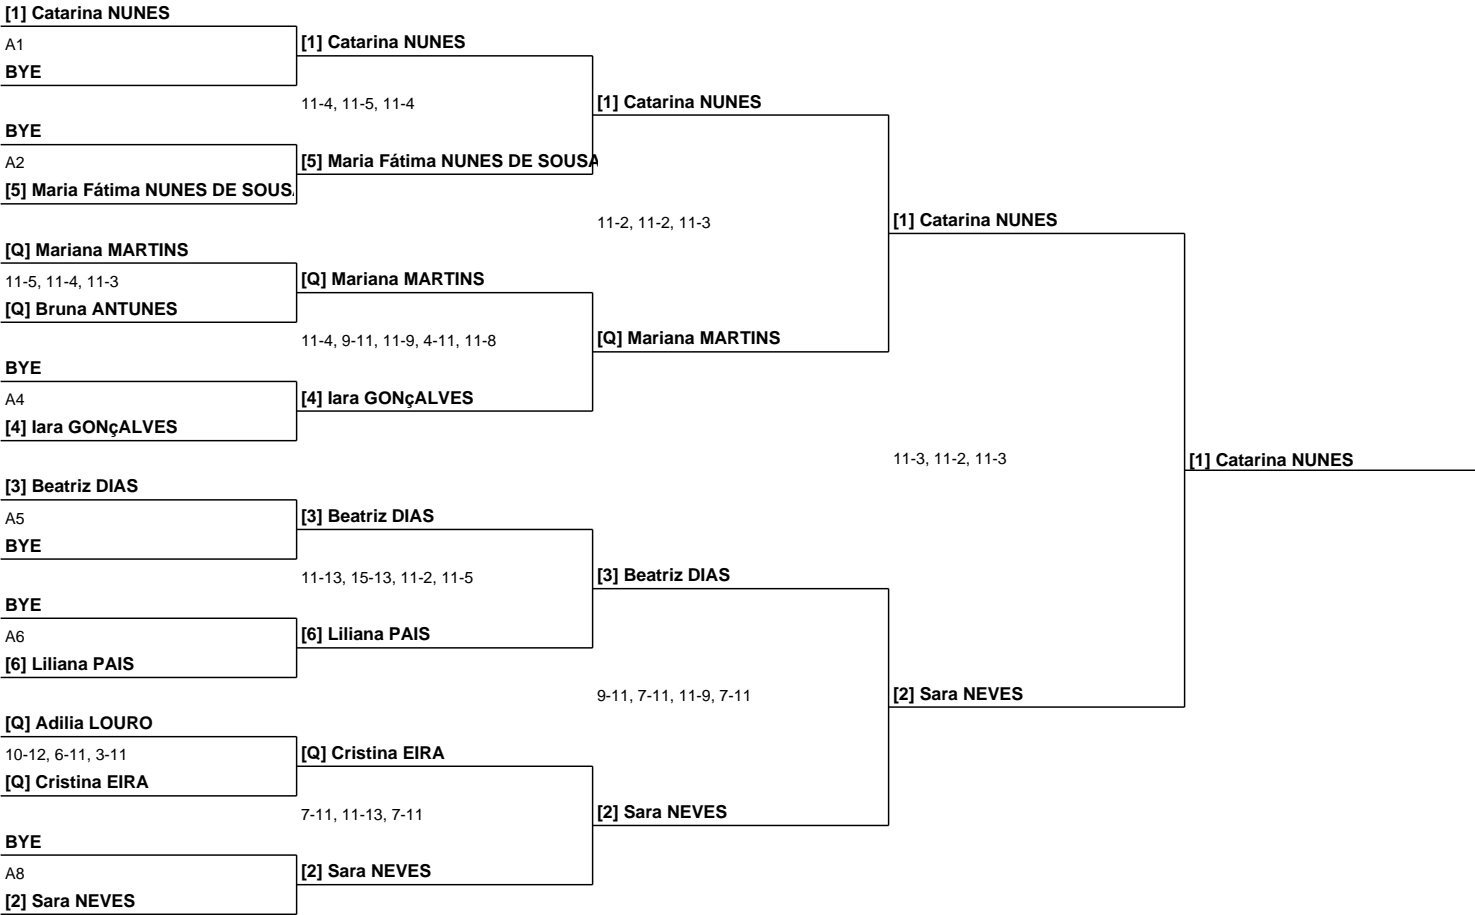 [1] Catarina NUNES
A1
BYE
BYE
A2
[5] Maria Fátima NUNES DE SOUS
[Q] Mariana MARTINS
11-5, 11-4, 11-3
[Q] Bruna ANTUNES
BYE
A4
[4] Iara GONçALVES
[3] Beatriz DIAS
A5
BYE
BYE
A6
[6] Liliana PAIS
[Q] Adilia LOURO
10-12, 6-11, 3-11
[Q] Cristina EIRA
BYE
A8
[2] Sara NEVES
[1] Catarina NUNES
11-4, 11-5, 11-4
[5] Maria Fátima NUNES DE SOUSA
[Q] Mariana MARTINS
11-4, 9-11, 11-9, 4-11, 11-8
[4] Iara GONçALVES
[3] Beatriz DIAS
11-13, 15-13, 11-2, 11-5
[6] Liliana PAIS
[Q] Cristina EIRA
7-11, 11-13, 7-11
[2] Sara NEVES
[1] Catarina NUNES
11-2, 11-2, 11-3
[Q] Mariana MARTINS
[3] Beatriz DIAS
9-11, 7-11, 11-9, 7-11
[2] Sara NEVES
[1] Catarina NUNES
11-3, 11-2, 11-3
[2] Sara NEVES
[1] Catarina NUNES